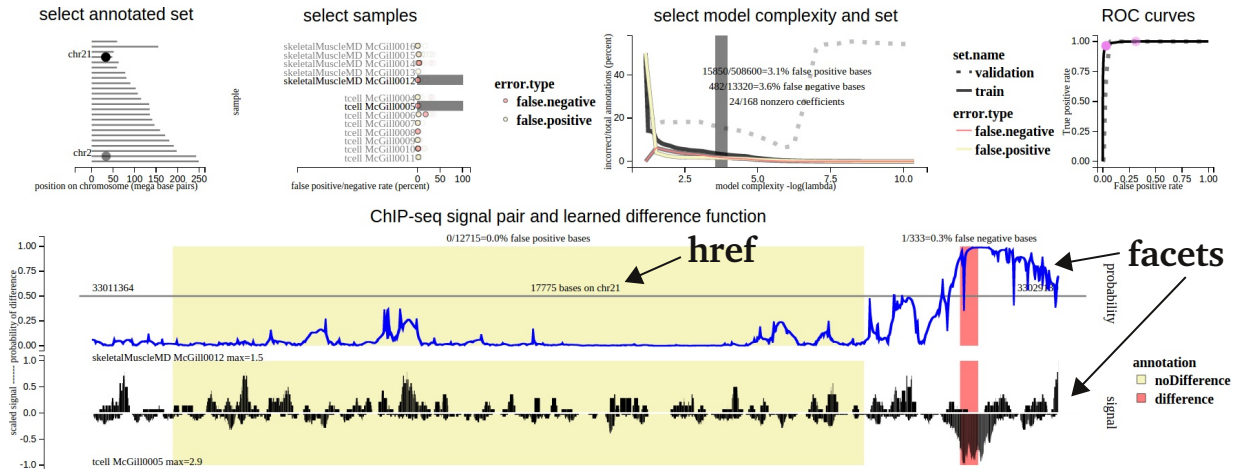 select annotated set
chr21
chr2
0 50 100 150 200 250
position on chromosome (mega base pairs)
select samples
sample
skeletalMuscleMD McGill0016
skeletalMuscleMD McGill0015
skeletalMuscleMD McGill0014
skeletalMuscleMD McGill0013
skeletalMuscleMD McGill0012
tcell McGill0004
tcell McGill0005
tcell McGill0006
tcell McGill0007
tcell McGill0008
tcell McGill0009
tcell McGill0010
tcell McGill0011
0 50 100
false positive/negative rate (percent)
error.type
false.negative
false.positive
select model complexity and set
incorrect/total annotations (percent)
40
20
0
15850/508600=3.1% false positive bases
482/13320=3.6% false negative bases
24/168 nonzero coefficients
2.5 5.0 7.5 10.0
model complexity -log(lambda)
set.name
validation
train
error.type
false.negative
false.positive
ROC curves
True positive rate
1.00
0.75
0.50
0.25
0.00
0.00 0.25 0.50 0.75 1.00
False positive rate
ChIP-seq signal pair and learned difference function
0/12715=0.0% false positive bases
1/333=0.3% false negative bases
href
facets
scaled signal ------ probability of difference
1.00
0.75
0.50
0.25
0.00
33011364
17775 bases on chr21
probability
skeletalMuscleMD McGill0012 max=1.5
1.0
0.5
0.0
-0.5
-1.0
signal
tcell McGill0005 max=2.9
annotation
noDifference
difference